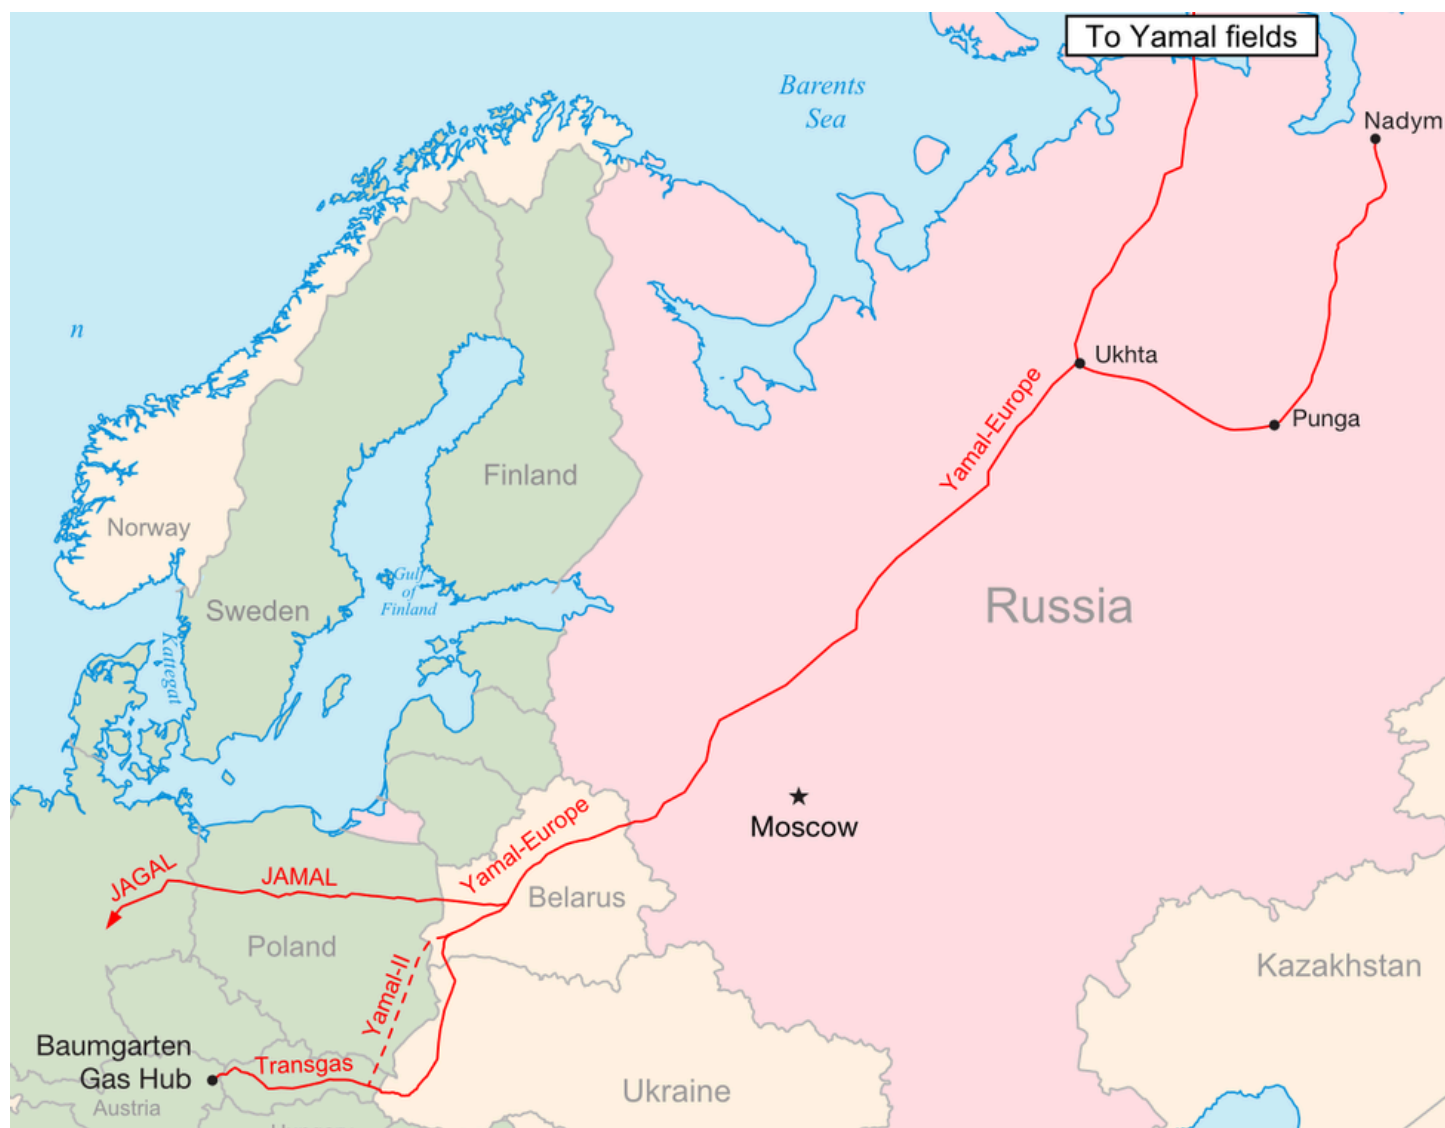 To Yamal fields
Barents
Sea
Nadym
n
Ukhta
Yamal-Europe
Punga
Finland
Norway
Gulf
of
Finland
Sweden
Russia
Kattegat
Moscow
Yamal-Europe
JAGAL
JAMAL
Belarus
Poland
Kazakhstan
Yamal-II
Baumgarten
Gas Hub
Transgas
Austria
Ukraine